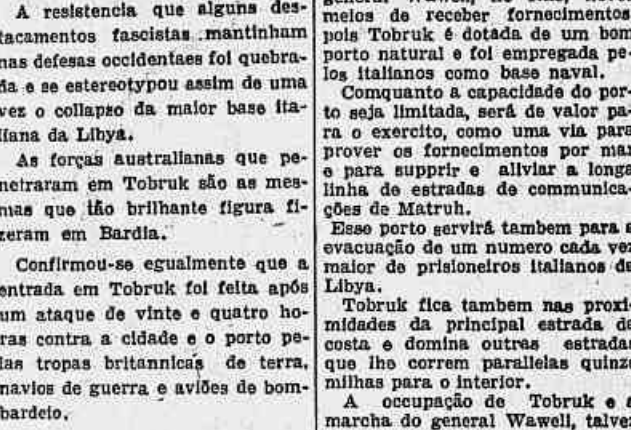 A resistencia que alguns des-
tacamentos fascistas mantinham
nas defesas occidentaes foi quebra-
da e se estereotypou assim de uma
vez o collapso da maior base ita-
liana da Libya.
As forças australianas que pe-
netraram em Tobruk são as mes-
mas que tão brilhante figura fi-
zeram em Bardia.
Confirmou-se egualmente que a
entrada em Tobruk foi feita após
um ataque de vinte e quatro ho-
ras contra a cidade e o porto pe-
las tropas britannicas de terra,
navios de guerra e aviões de bom-
bardeio.
meios de receber fornecimentos
pois Tobruk é dotada de um bom
porto natural e foi empregada pe-
los italianos como base naval.
Comquanto a capacidade do por-
to seja limitada, será de valor pa-
ra o exercito, como uma via para
prover os fornecimentos por mar
e para supprir e alliviar a longa
linha de estradas de communica-
ções de Matruh.
Esse porto servirá tambem para a
evacuação de um numero cada vez
maior de prisioneiros italianos da
Libya.
Tobruk fica tambem nas proxi-
midades da principal estrada de
costa e domina outras estradas
que lhe correm parallelas quinze
milhas para o interior.
A occupação de Tobruk e a
marcha do general Wavell, talvez